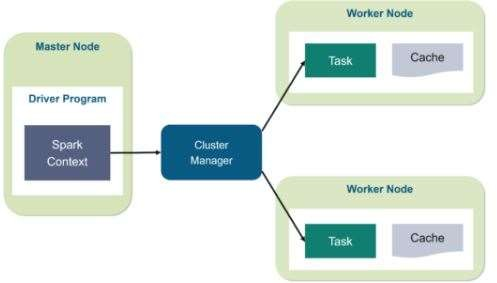 Master Node
Driver Program
Spark
Context
Cluster
Manager
Worker Node
Task
Cache
Worker Node
Task
Cache